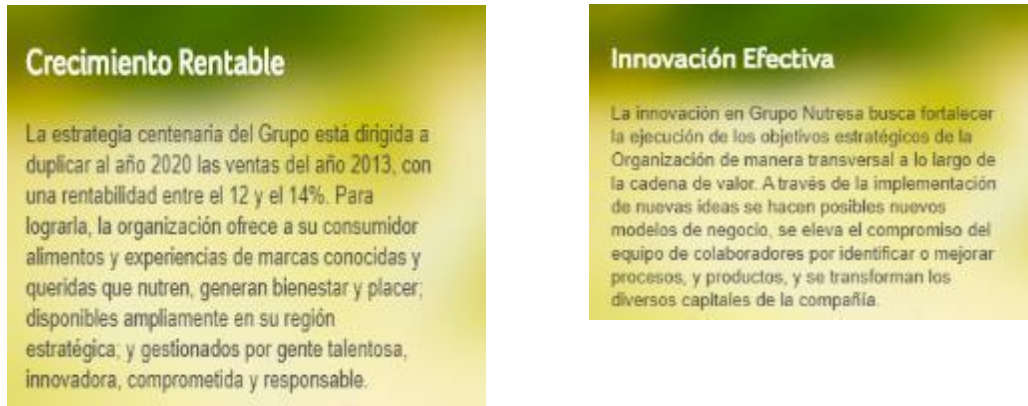 Crecimiento Rentable
La estrategia centenaria del Grupo está dirigida a
duplicar al año 2020 las ventas del año 2013, con
una rentabilidad entre el 12 y el 14%. Para
lograrla, la organización ofrece a su consumidor
alimentos y experiencias de marcas conocidas y
queridas que nutren, generan bienestar y placer;
disponibles ampliamente en su región
estratégica; y gestionados por gente talentosa,
innovadora, comprometida y responsable.
Innovación Efectiva
La innovación en Grupo Nutresa busca fortalecer
la ejecución de los objetivos estratégicos de la
Organización de manera transversal a lo largo de
la cadena de valor. A través de la implementación
de nuevas ideas se hacen posibles nuevos
modelos de negocio, se eleva el compromiso del
equipo de colaboradores por identificar o mejorar
procesos, y productos, y se transforman los
diversos capitales de la compañía.